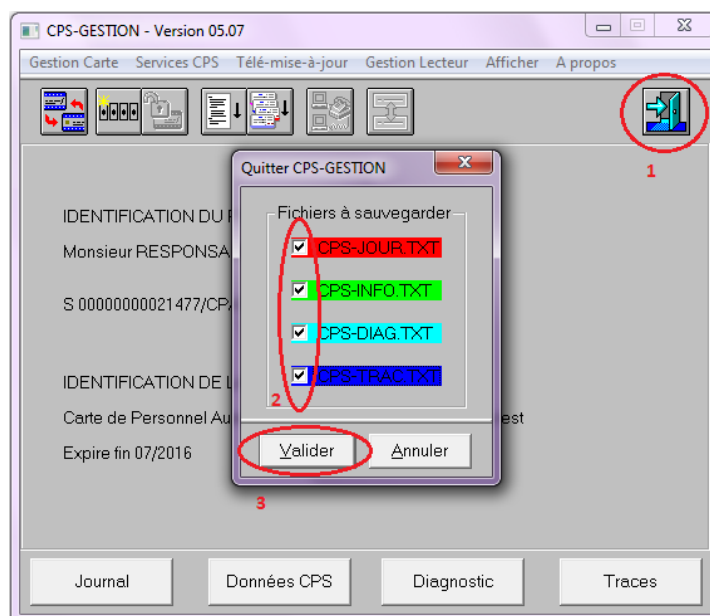 CPS-GESTION - Version 05.07
Gestion Carte Services CPS Télé-mise-à-jour Gestion Lecteur Afficher A propos
1
Quitter CPS-GESTION
Fichiers à sauvegarder
IDENTIFICATION DU
CPS-JOUR.TXT
Monsieur RESPONSA
CPS-INFO.TXT
S 00000000021477/CPA
CPS-DIAG.TXT
CPS-TRAC.TXT
IDENTIFICATION DE L
2
Carte de Personnel Au
est
Expire fin 07/2016
Valider Annuler
3
Journal Données CPS Diagnostic Traces